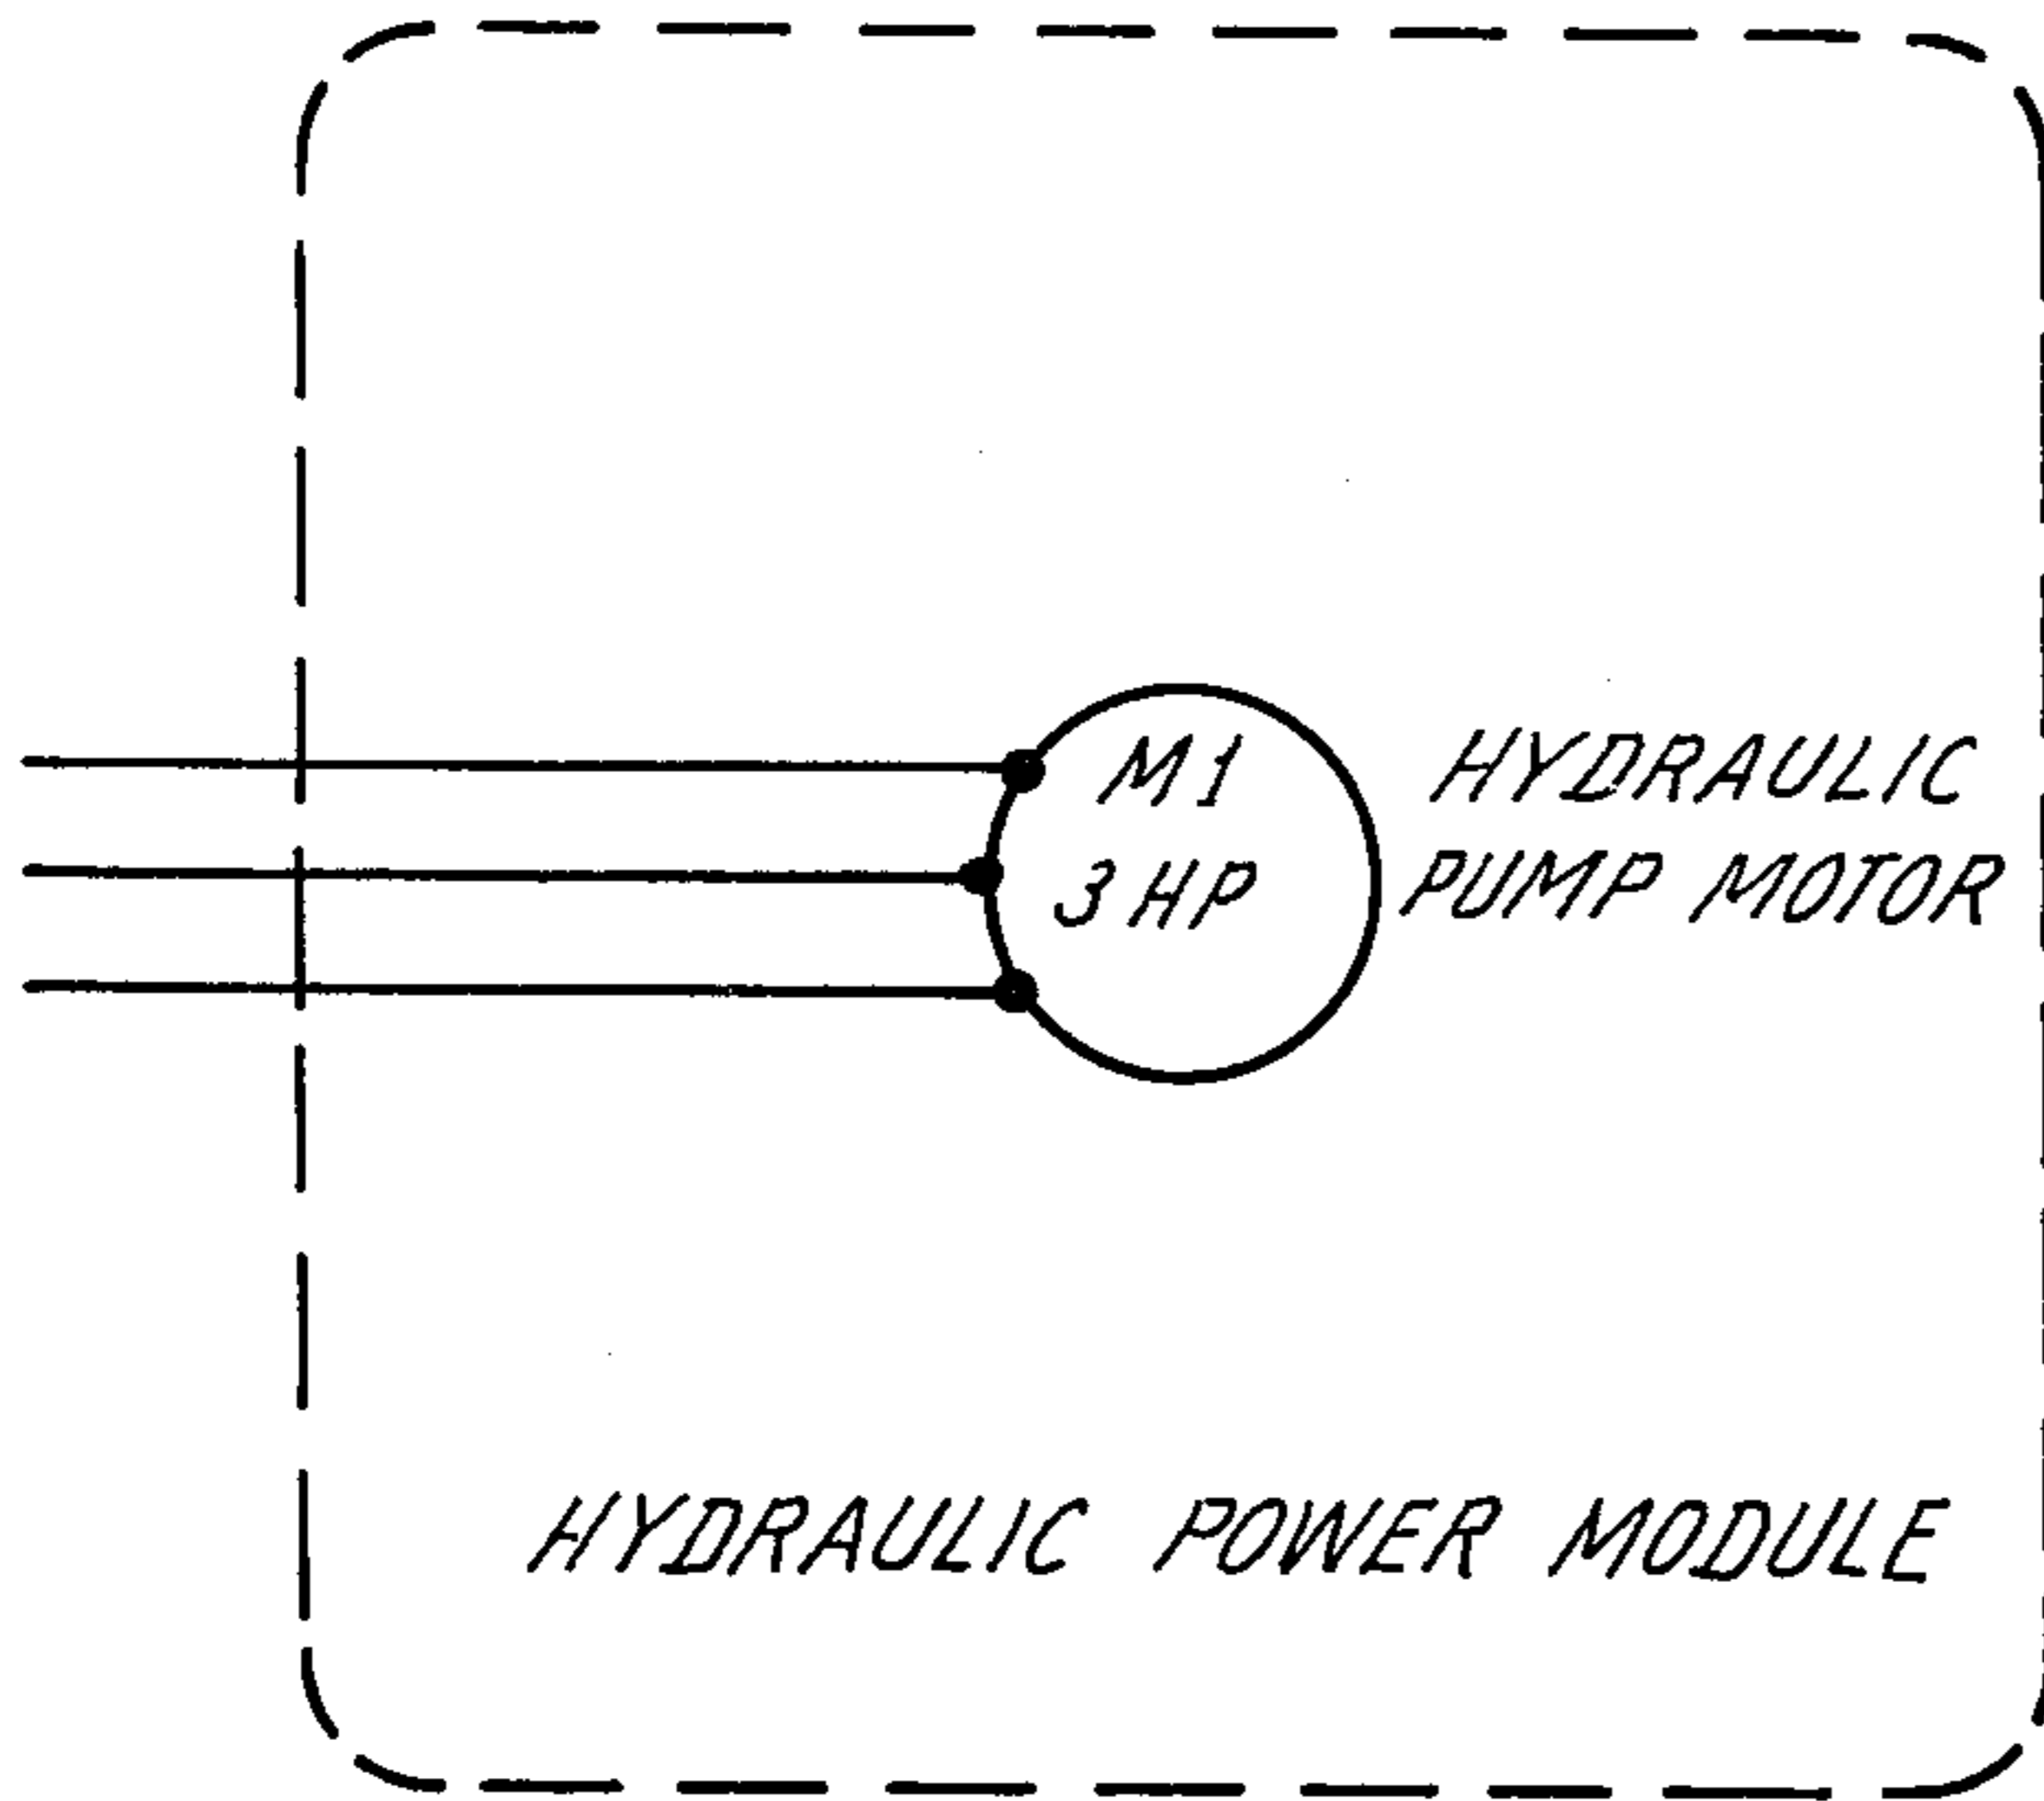 M1
3 HP
HYDRAULIC
PUMP MOTOR
HYDRAULIC POWER MODULE